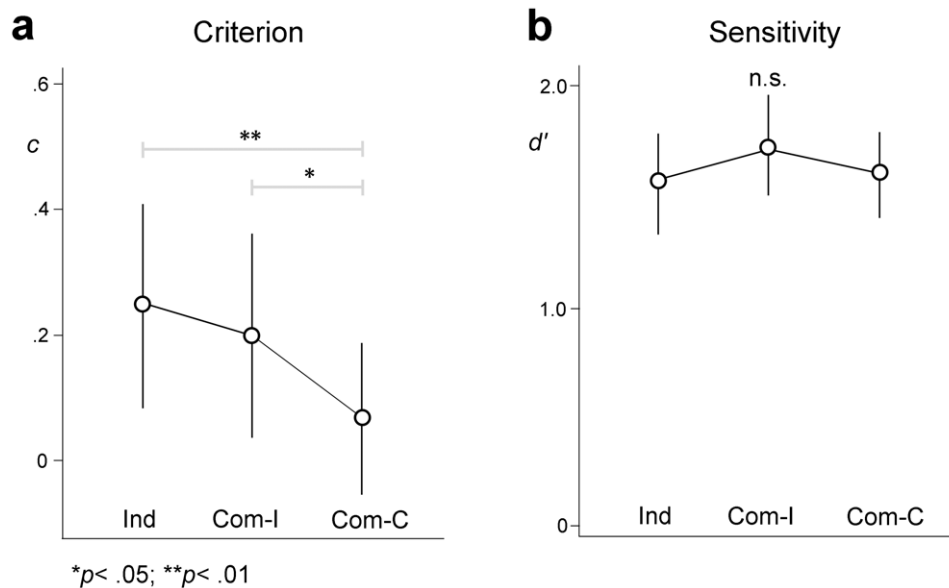 a
Criterion
.6
c
**
*
.4
.2
0
Ind
Com-I
Com-C
*p< .05; **p< .01
b
Sensitivity
n.s.
2.0
d'
1.0
0
Ind
Com-I
Com-C